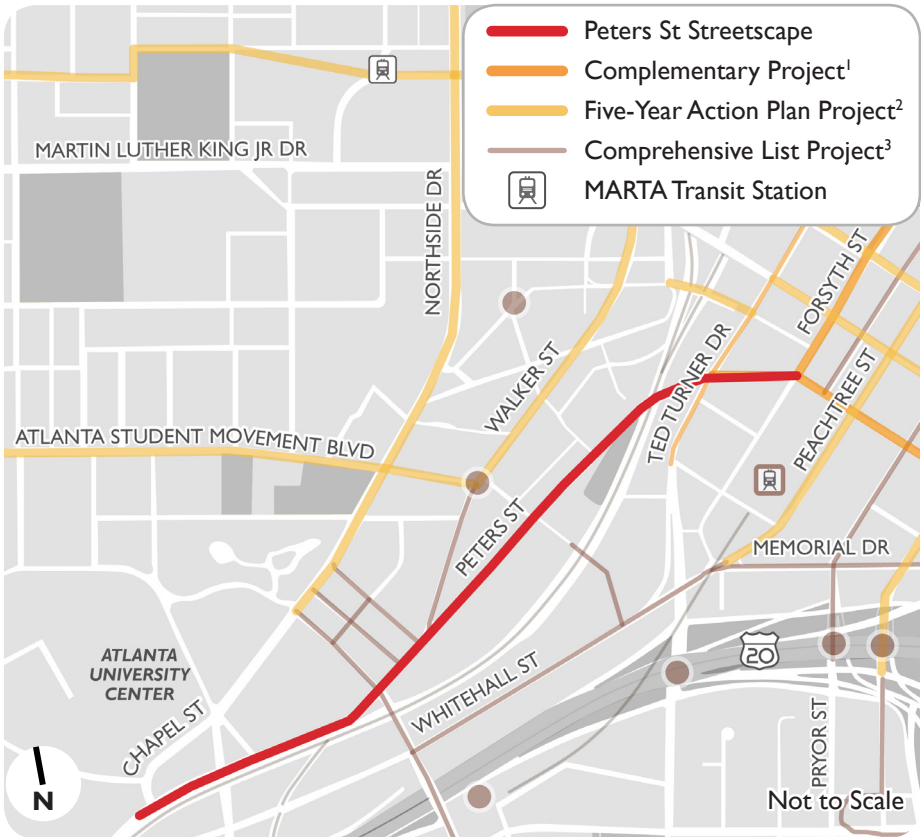 Peters St Streetscape
Complementary Project¹
Five-Year Action Plan Project²
Comprehensive List Project³
MARTA Transit Station
MARTIN LUTHER KING JR DR
NORTHSIDE DR
FORSYTH ST
WALKER ST
TED TURNER DR
PEACHTREE ST
ATLANTA STUDENT MOVEMENT BLVD
PETERS ST
MEMORIAL DR
20
ATLANTA
UNIVERSITY
CENTER
WHITEHALL ST
CHAPEL ST
PRYOR ST
N
Not to Scale